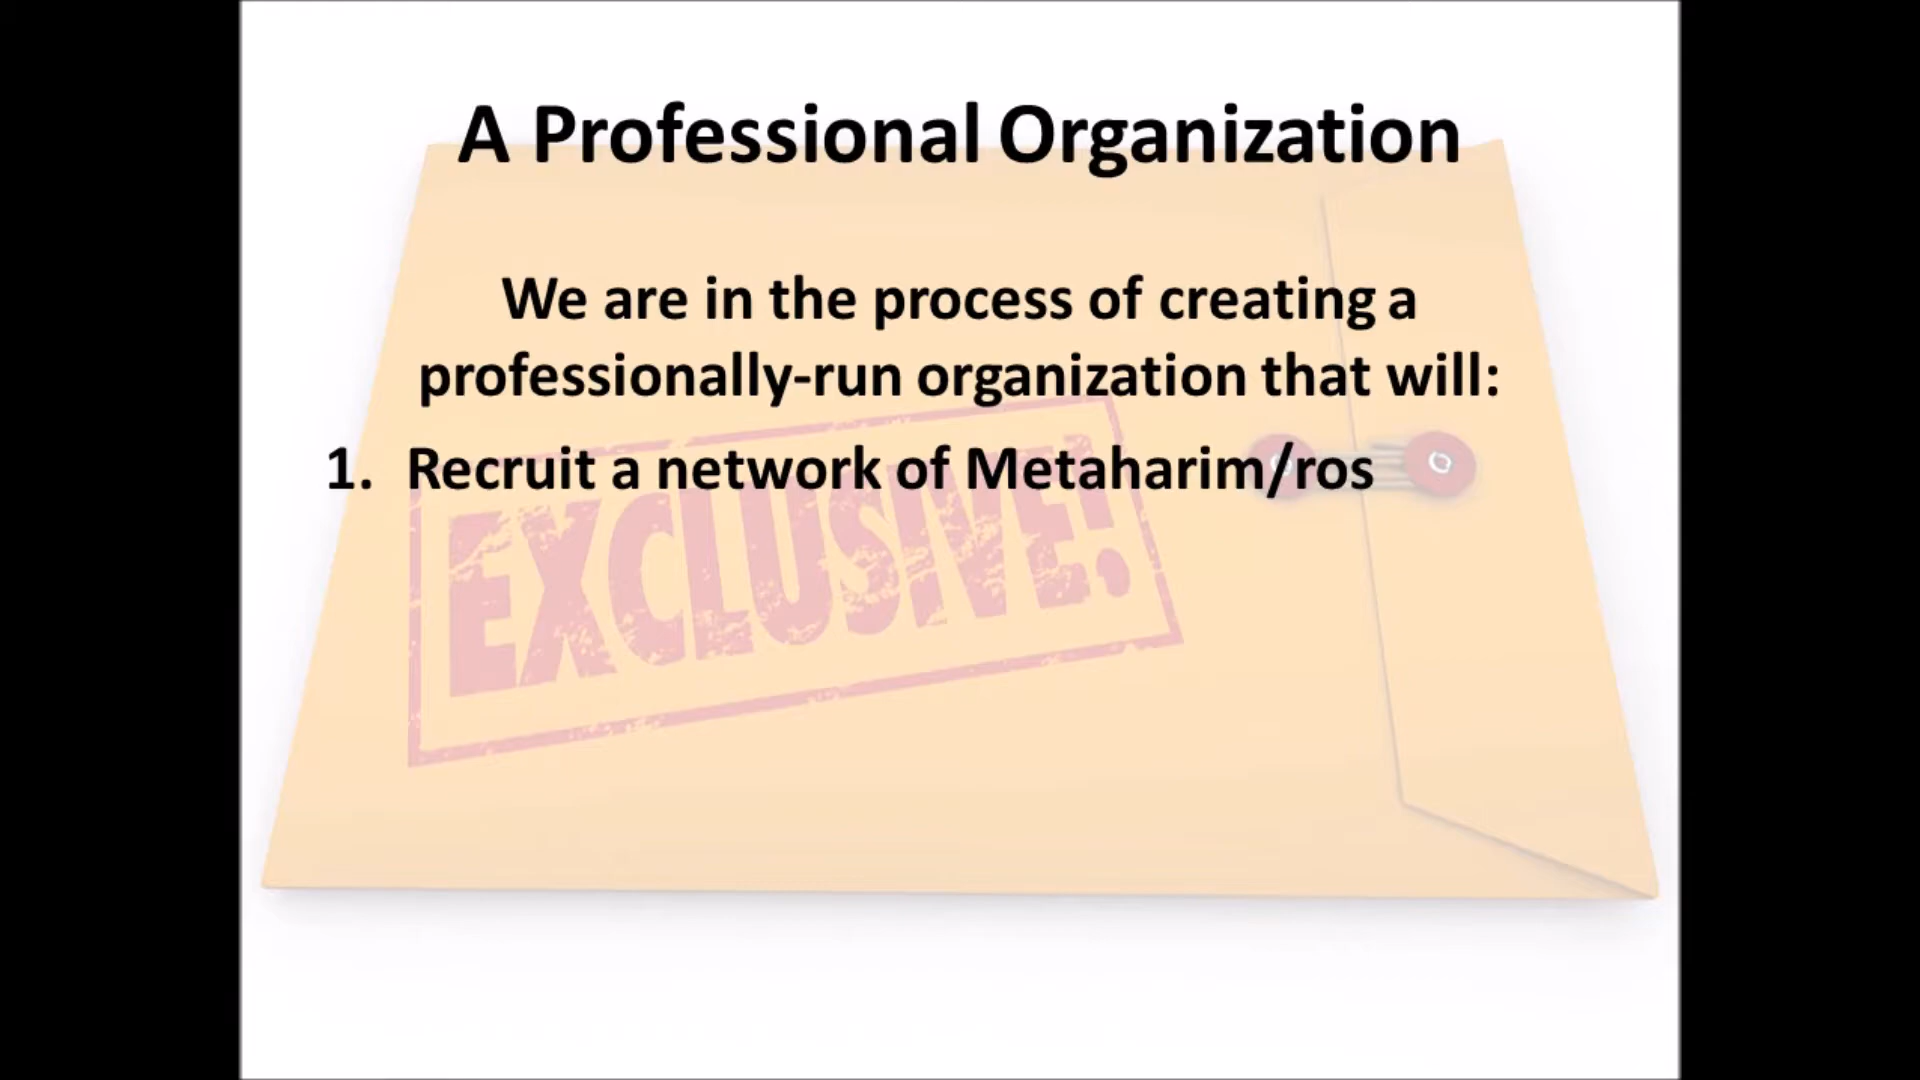 A Professional Organization
We are in the process of creating a
professionally-run organization that will:
1. Recruit a network of Metaharim/ros
EXCLUSIVE!